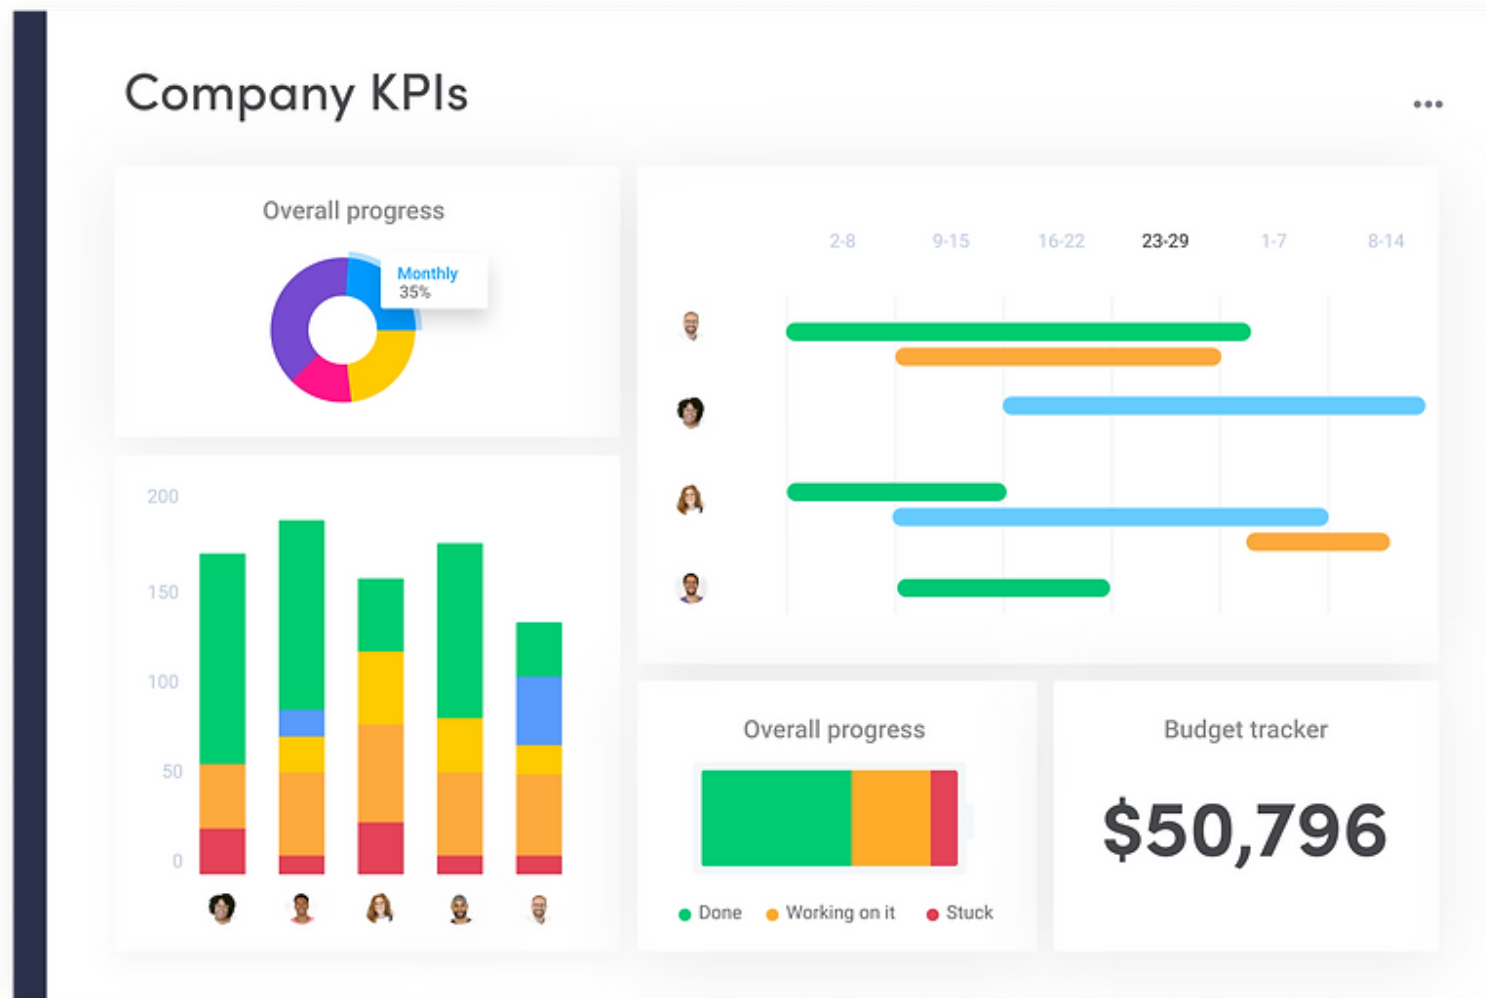 Company KPIs
Overall progress
Monthly
35%
2-8 9-15 16-22 23-29 1-7 8-14
200
150
100
50
0
Overall progress
Done Working on it Stuck
Budget tracker
$50,796